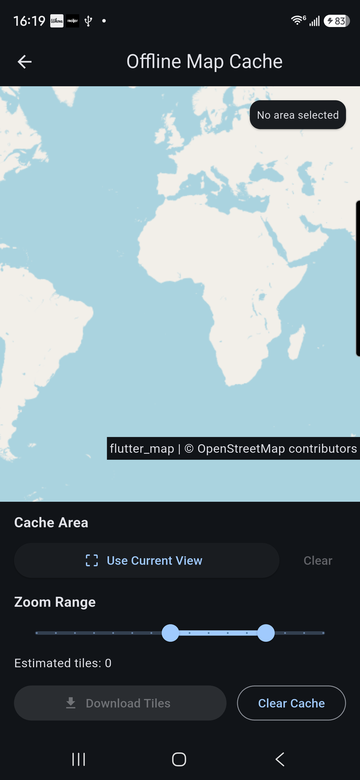 16:19
6
83
Offline Map Cache
No area selected
flutter_map | © OpenStreetMap contributors
Cache Area
Use Current View
Clear
Zoom Range
Estimated tiles: 0
Download Tiles
Clear Cache